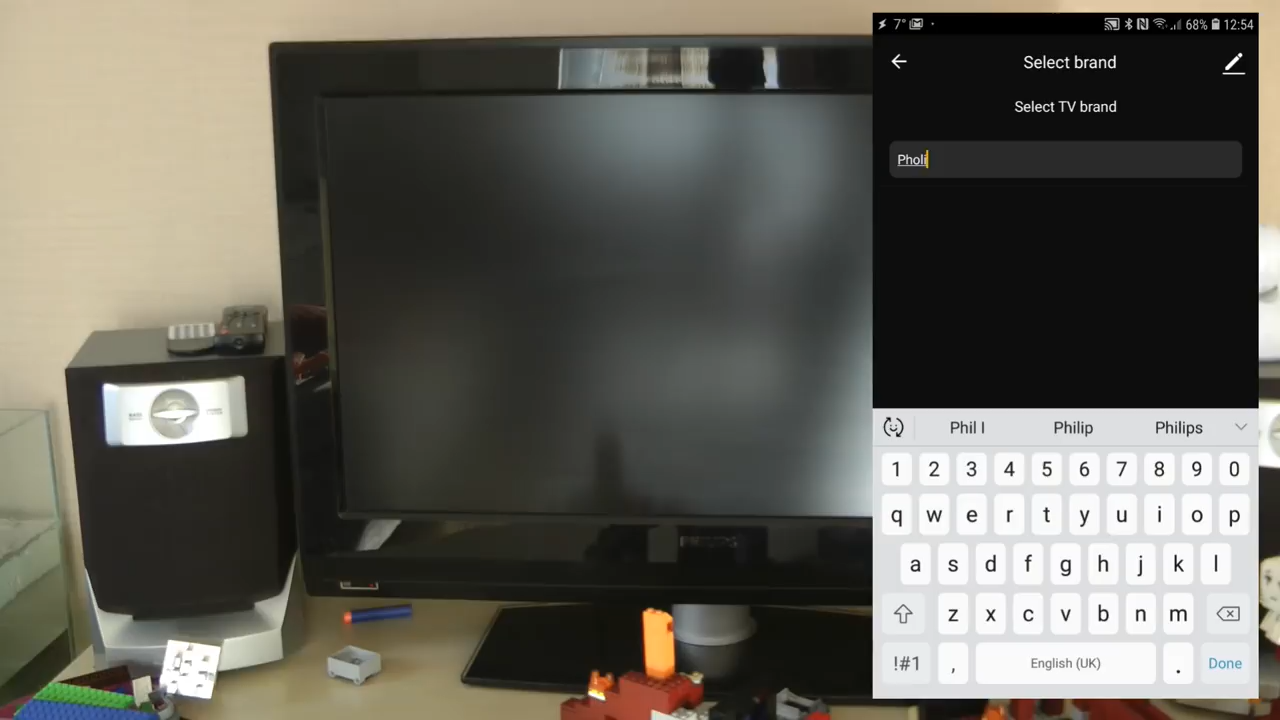 7° 68% 12:54
Select brand
Select TV brand
Pholi
Phil I Philip Philips
1 2 3 4 5 6 7 8 9 0
q w e r t y u i o p
a s d f g h j k l
z x c v b n m
!#1 , English (UK) . Done